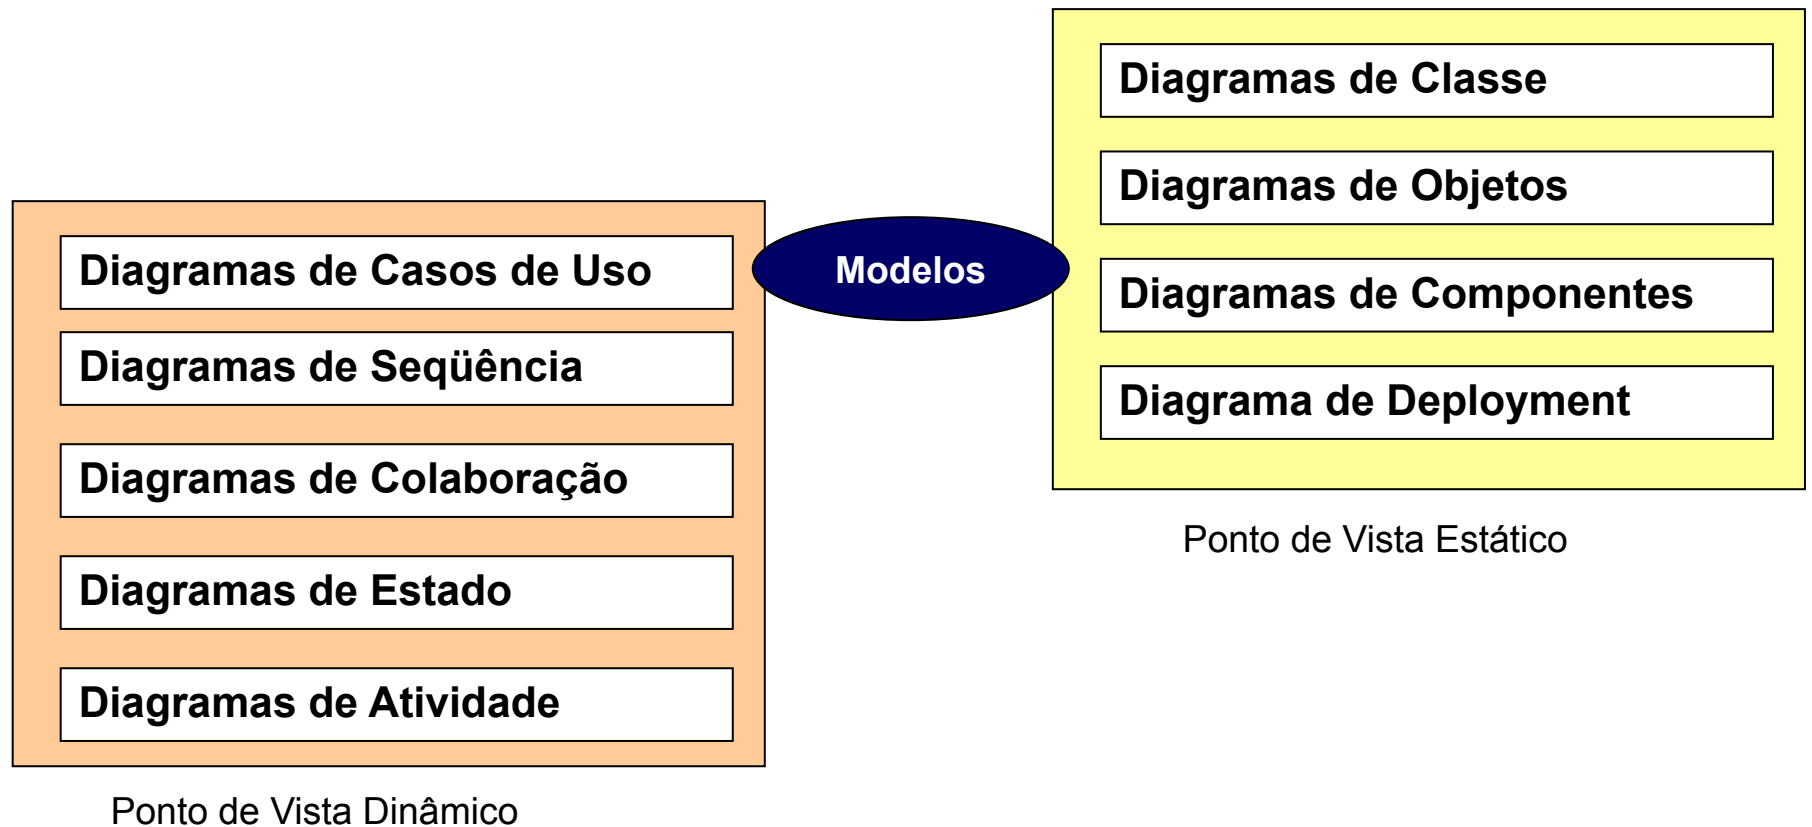 Diagramas de Casos de Uso
Diagramas de Seqüência
Diagramas de Colaboração
Diagramas de Estado
Diagramas de Atividade
Ponto de Vista Dinâmico
Modelos
Diagramas de Classe
Diagramas de Objetos
Diagramas de Componentes
Diagrama de Deployment
Ponto de Vista Estático